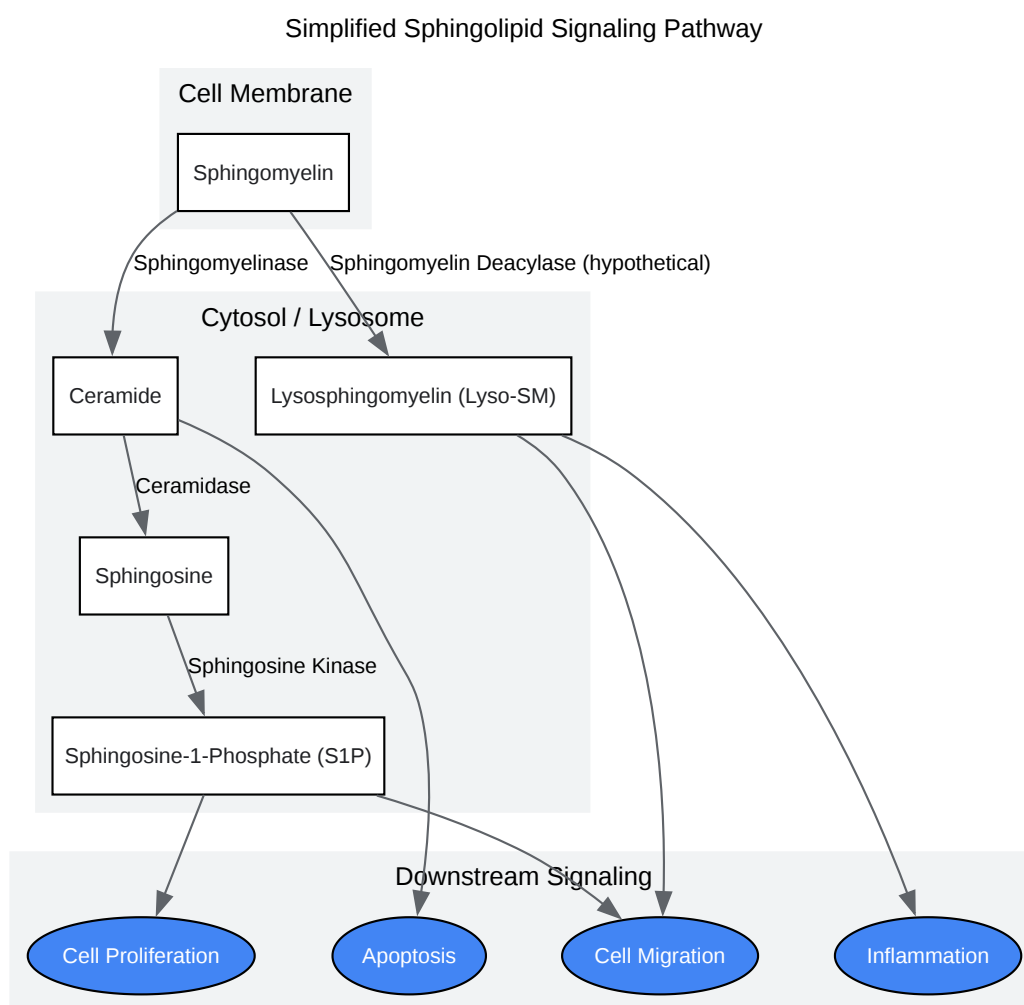 Simplified Sphingolipid Signaling Pathway
Cell Membrane
Sphingomyelin
Sphingomyelinase
Sphingomyelin Deacylase (hypothetical)
Cytosol / Lysosome
Ceramide
Lysosphingomyelin (Lyso-SM)
Ceramidase
Sphingosine
Sphingosine Kinase
Sphingosine-1-Phosphate (S1P)
Downstream Signaling
Cell Proliferation
Apoptosis
Cell Migration
Inflammation